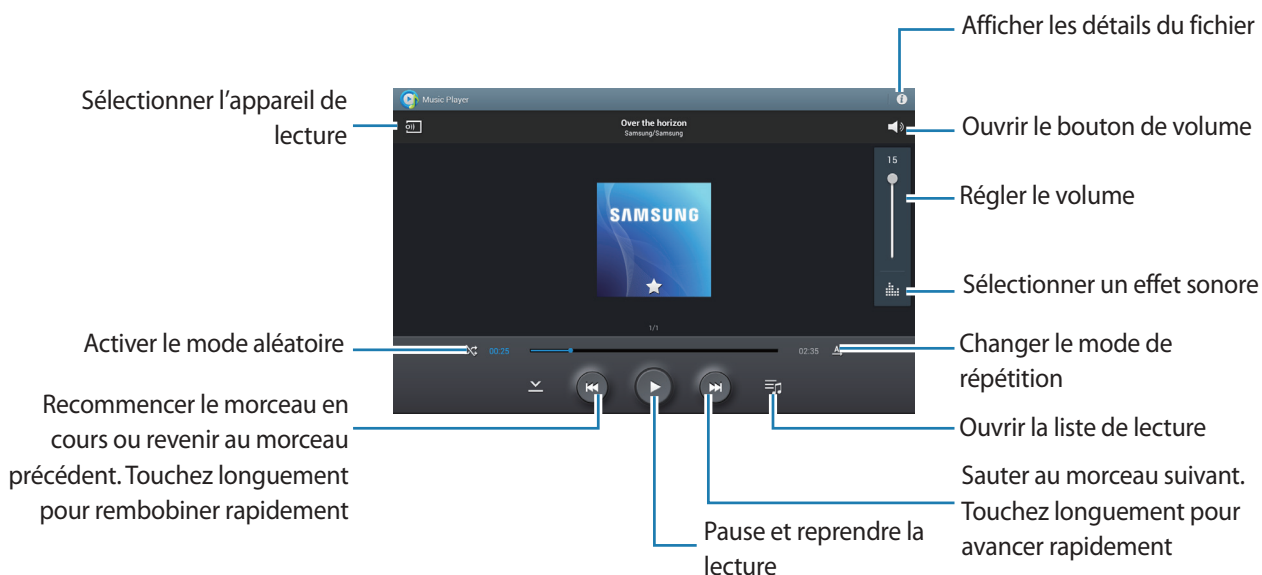 Afficher les détails du fichier
Sélectionner l’appareil de
lecture
Music Player
Over the horizon
Samsung/Samsung
Ouvrir le bouton de volume
15
Régler le volume
SAMSUNG
Sélectionner un effet sonore
1/1
Activer le mode aléatoire
00:25
02:35
A
Changer le mode de
répétition
Recommencer le morceau en
cours ou revenir au morceau
précédent. Touchez longuement
pour rembobiner rapidement
Ouvrir la liste de lecture
Sauter au morceau suivant.
Touchez longuement pour
avancer rapidement
Pause et reprendre la
lecture